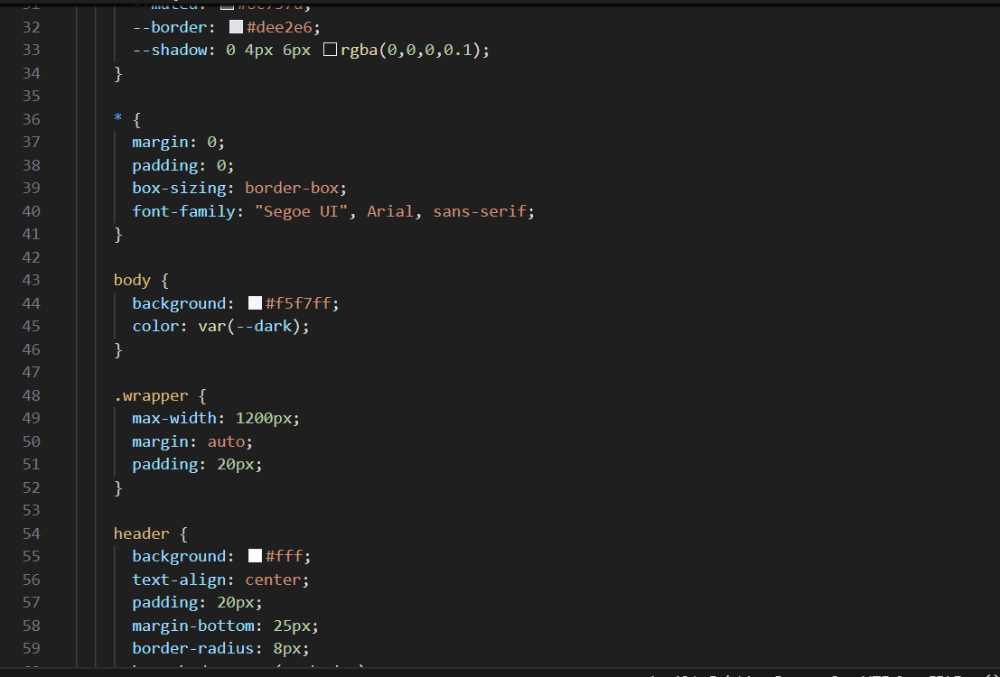 31 --muted: #6c757d;
32 --border: #dee2e6;
33 --shadow: 0 4px 6px rgba(0,0,0,0.1);
34 }
35
36 * {
37 margin: 0;
38 padding: 0;
39 box-sizing: border-box;
40 font-family: "Segoe UI", Arial, sans-serif;
41 }
42
43 body {
44 background: #f5f7ff;
45 color: var(--dark);
46 }
47
48 .wrapper {
49 max-width: 1200px;
50 margin: auto;
51 padding: 20px;
52 }
53
54 header {
55 background: #fff;
56 text-align: center;
57 padding: 20px;
58 margin-bottom: 25px;
59 border-radius: 8px;